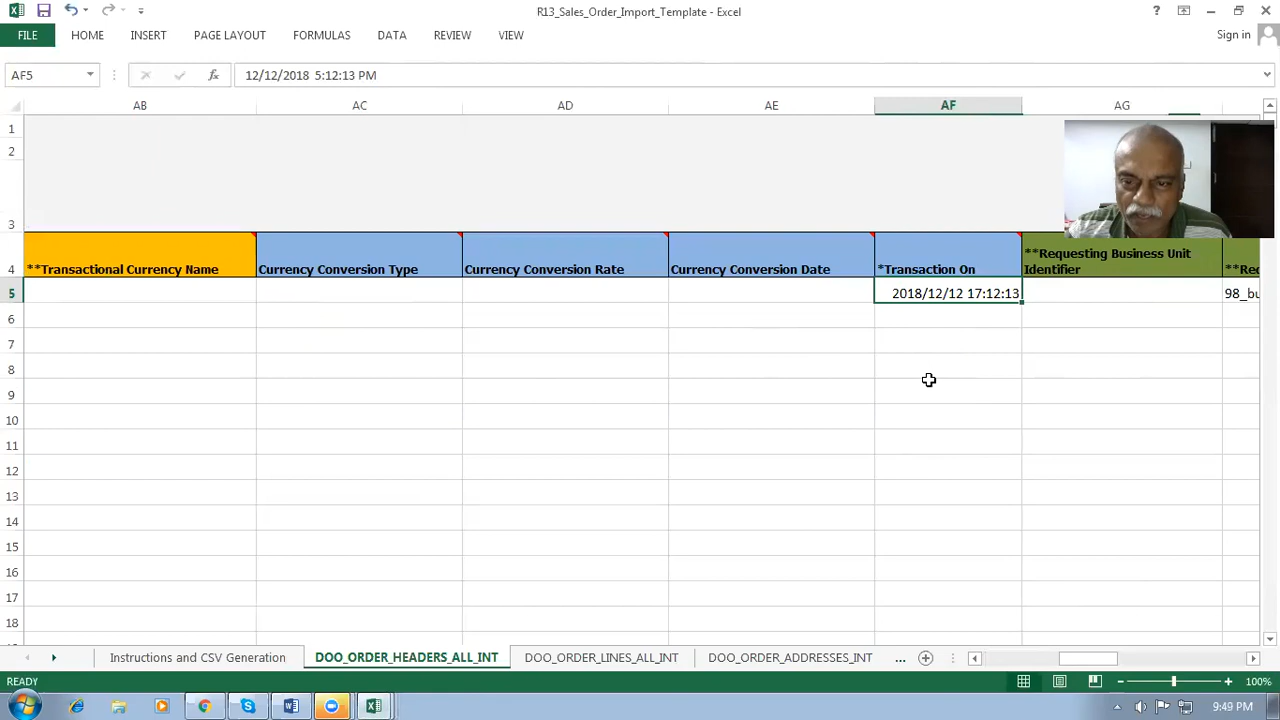 R13_Sales_Order_Import_Template - Excel
FILE
HOME
INSERT
PAGE LAYOUT
FORMULAS
DATA
REVIEW
VIEW
Sign in
AF5
12/12/2018 5:12:13 PM
AB
AC
AD
AE
AF
AG
1
2
3
4
**Transactional Currency Name
Currency Conversion Type
Currency Conversion Rate
Currency Conversion Date
*Transaction On
**Requesting Business Unit
Identifier
5
2018/12/12 17:12:13
6
7
8
9
10
11
12
13
14
15
16
17
18
Instructions and CSV Generation
DOO_ORDER_HEADERS_ALL_INT
DOO_ORDER_LINES_ALL_INT
DOO_ORDER_ADDRESSES_INT
...
READY
100%
9:49 PM